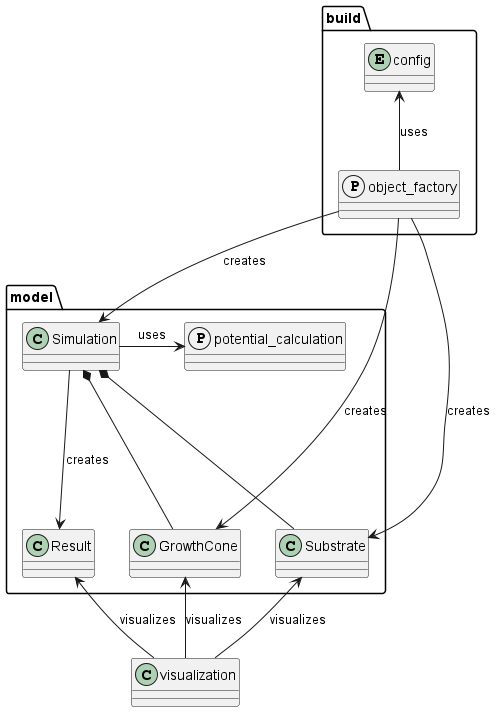 build
E config
uses
P object_factory
creates
model
C Simulation
uses
P potential_calculation
creates
creates
creates
C Result
C GrowthCone
C Substrate
visualizes
visualizes
visualizes
C visualization